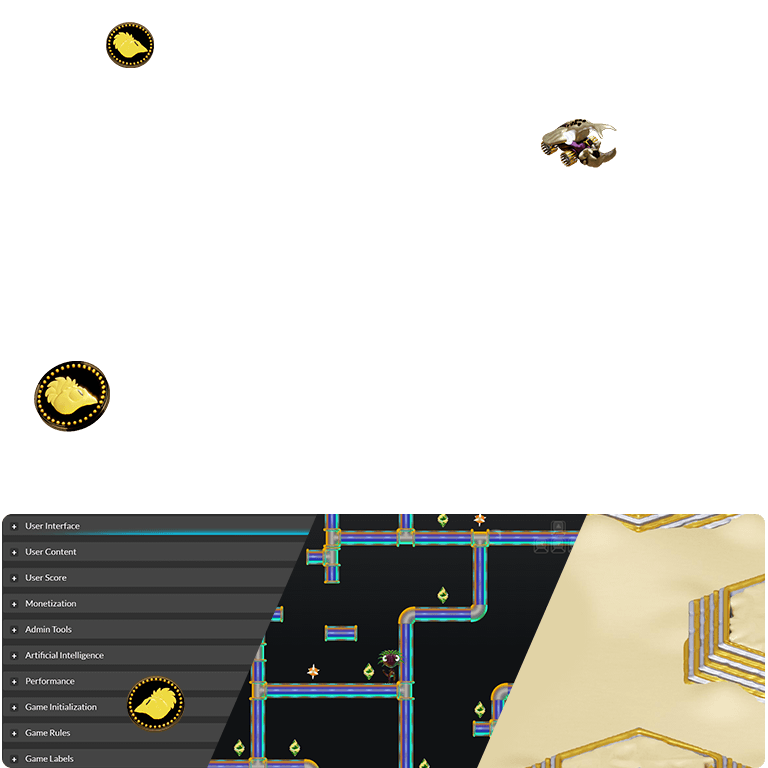 User Interface
User Content
User Score
Monetization
Admin Tools
Artificial Intelligence
Performance
Game Initialization
Game Rules
Game Labels